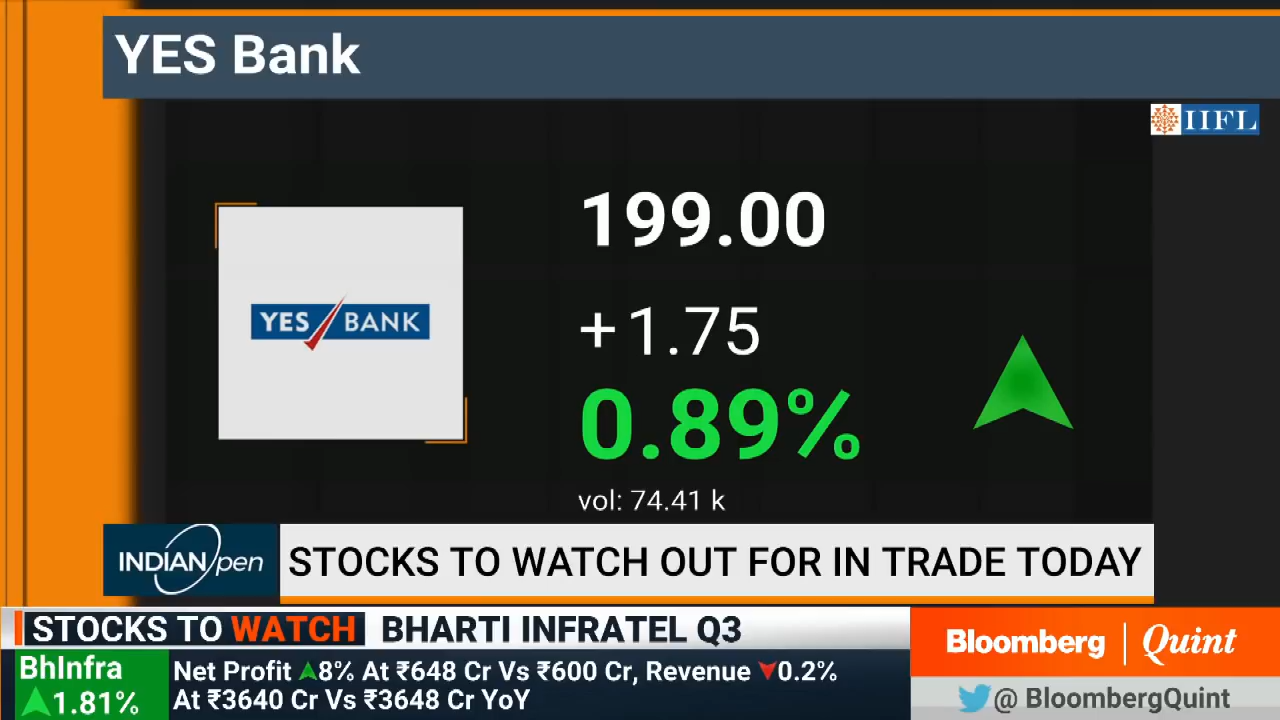 YES Bank
IIFL
199.00
YES BANK
+1.75
0.89%
vol: 74.41 k
INDIAN Open STOCKS TO WATCH OUT FOR IN TRADE TODAY
STOCKS TO WATCH BHARTI INFRATEL Q3
Bloomberg | Quint
BhInfra
1.81%
Net Profit ▲8% At ₹648 Cr Vs ₹600 Cr, Revenue ▼0.2%
At ₹3640 Cr Vs ₹3648 Cr YoY
@ BloombergQuint